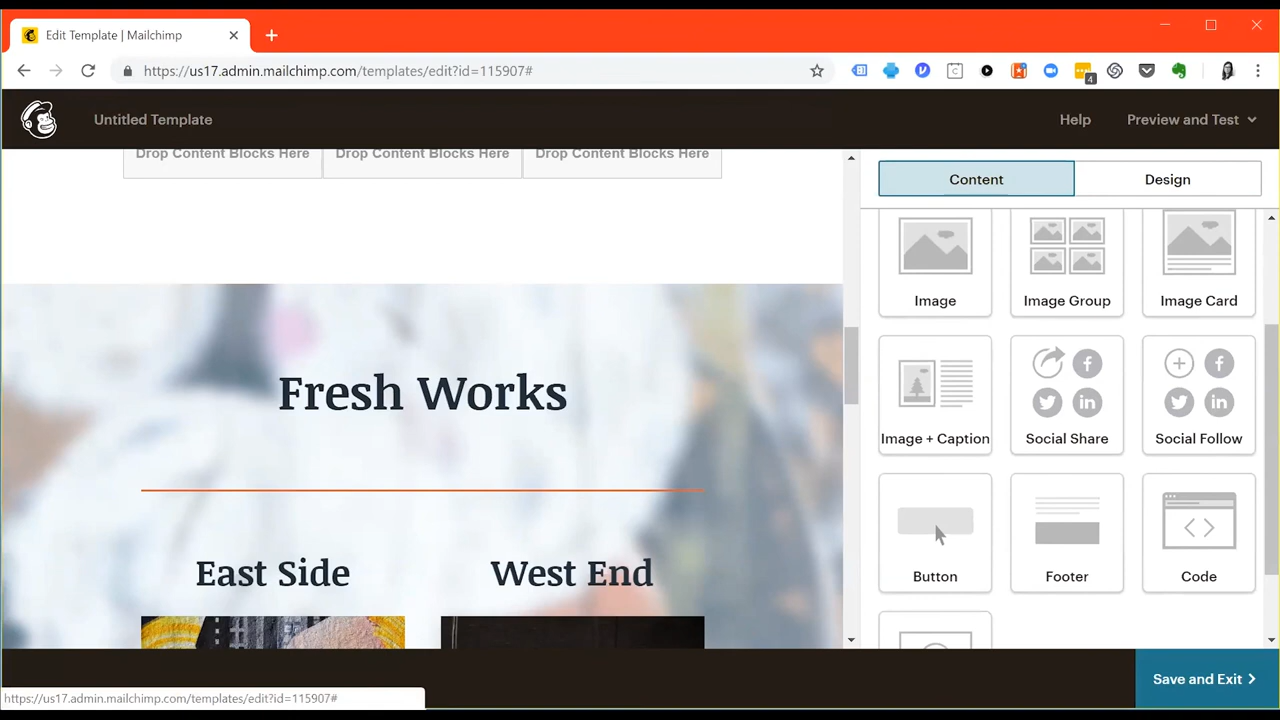 Edit Template | Mailchimp
https://us17.admin.mailchimp.com/templates/edit?id=115907#
4
Untitled Template
Help
Preview and Test
Drop Content Blocks Here
Drop Content Blocks Here
Drop Content Blocks Here
Content
Design
Image
Image Group
Image Card
Image + Caption
Social Share
Social Follow
Button
Footer
Code
Fresh Works
East Side
West End
https://us17.admin.mailchimp.com/templates/edit?id=115907#
Save and Exit